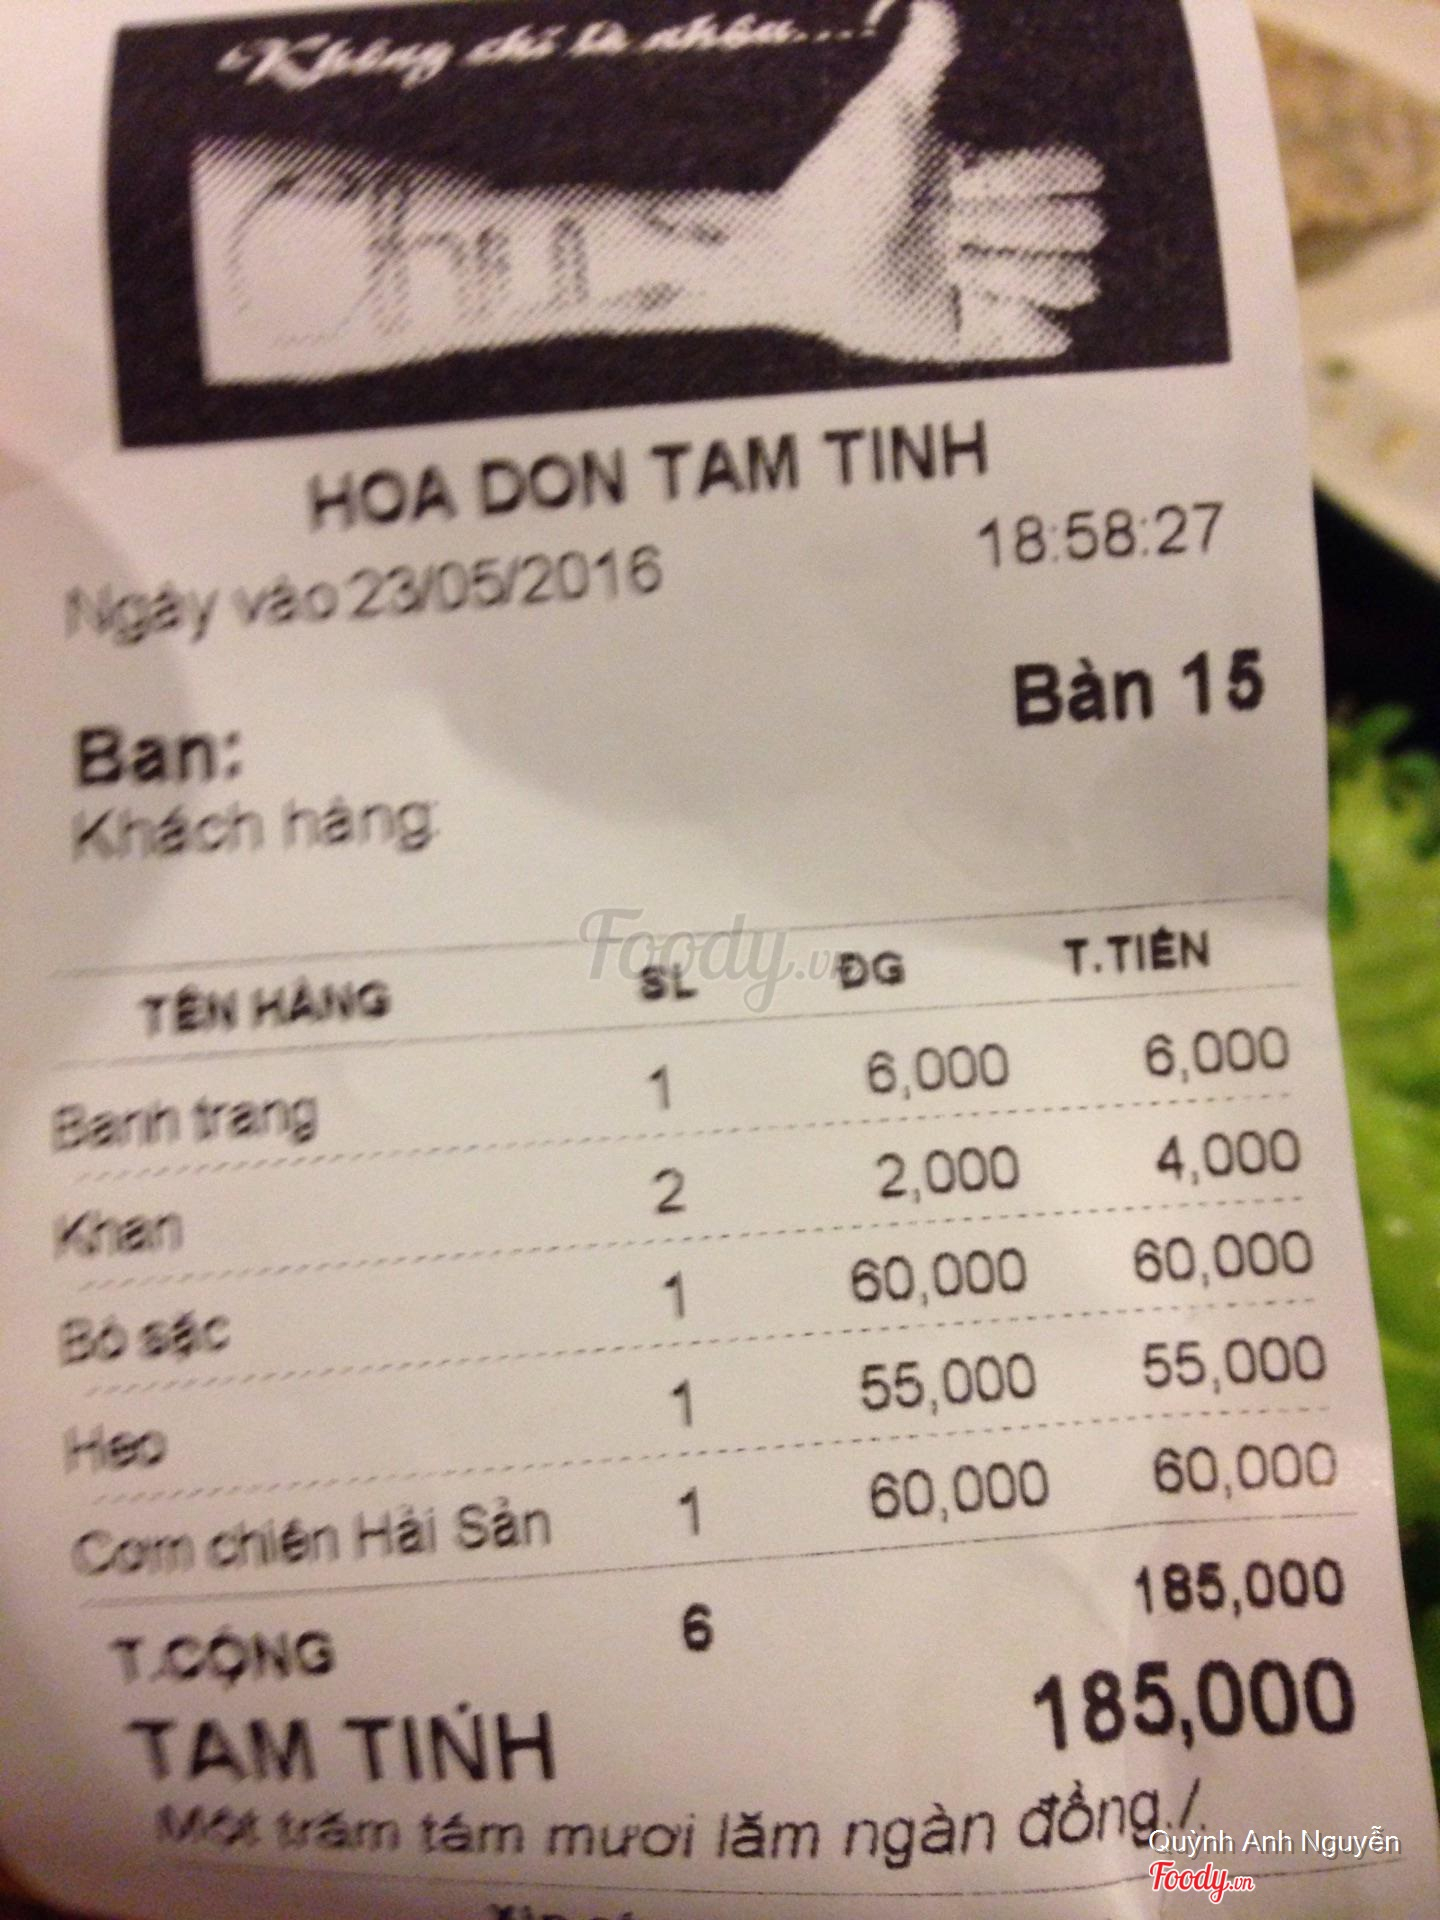 Không chỉ là nhậu...!
HOA DON TAM TINH
Ngày vào 23/05/2016 18:58:27
Ban: Bàn 15
Khách hàng:
TÊN HÀNG SL ĐG T.TIỀN
Banh trang 1 6,000 6,000
Khan 2 2,000 4,000
Bò sặc 1 60,000 60,000
Heo 1 55,000 55,000
Cơm chiên Hải Sản 1 60,000 60,000
T.CỘNG 6 185,000
TAM TINH 185,000
Một trăm tám mươi lăm ngàn đồng./.
Foody.vn
Quỳnh Anh Nguyễn
Foody.vn